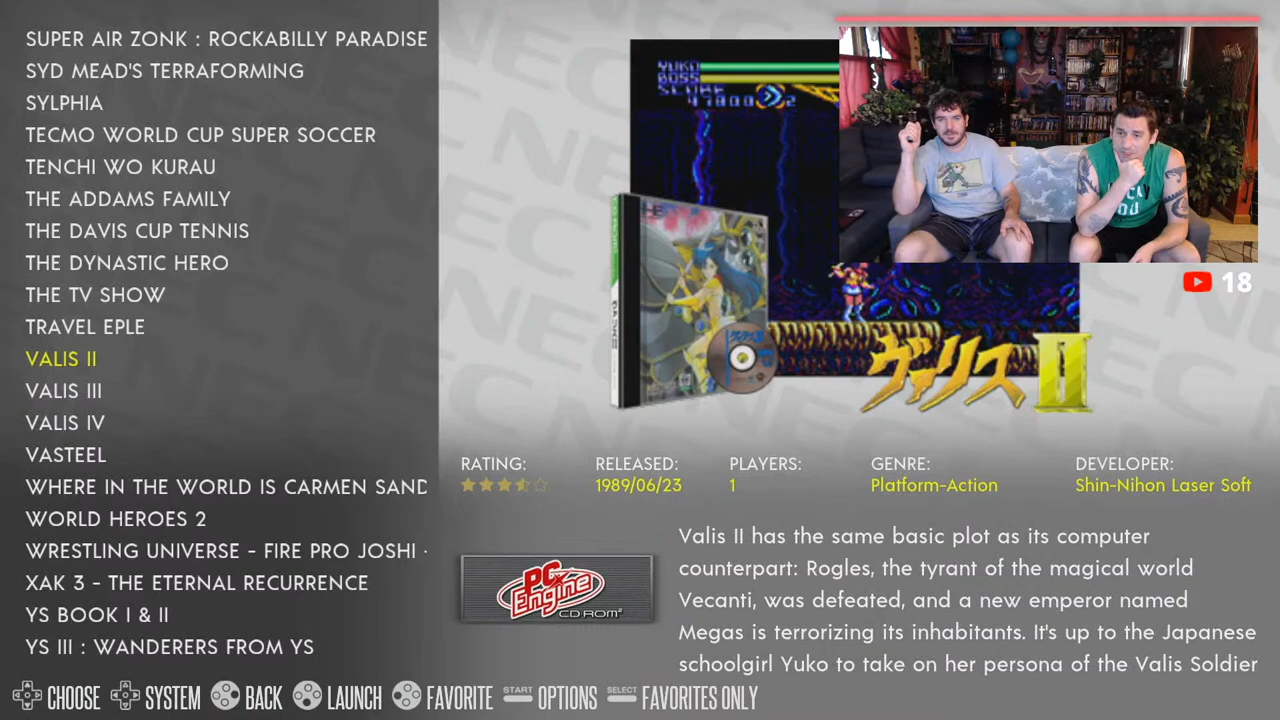 SUPER AIR ZONK : ROCKABILLY PARADISE
SYD MEAD'S TERRAFORMING
SYLPHIA
TECMO WORLD CUP SUPER SOCCER
TENCHI WO KURAU
THE ADDAMS FAMILY
THE DAVIS CUP TENNIS
THE DYNASTIC HERO
THE TV SHOW
TRAVEL EPLE
VALIS II
VALIS III
VALIS IV
VASTEEL
WHERE IN THE WORLD IS CARMEN SAND
WORLD HEROES 2
WRESTLING UNIVERSE - FIRE PRO JOSHI -
XAK 3 - THE ETERNAL RECURRENCE
YS BOOK I & II
YS III : WANDERERS FROM YS
YUKO
BOSS
SCORE
47800 2
18
ヴァリス II
RATING:
RELEASED: 1989/06/23
PLAYERS: 1
GENRE: Platform-Action
DEVELOPER: Shin-Nihon Laser Soft
PC Engine
CD-ROM²
Valis II has the same basic plot as its computer
counterpart: Rogles, the tyrant of the magical world
Vecanti, was defeated, and a new emperor named
Megas is terrorizing its inhabitants. It's up to the Japanese
schoolgirl Yuko to take on her persona of the Valis Soldier
CHOOSE SYSTEM BACK LAUNCH FAVORITE START OPTIONS SELECT FAVORITES ONLY